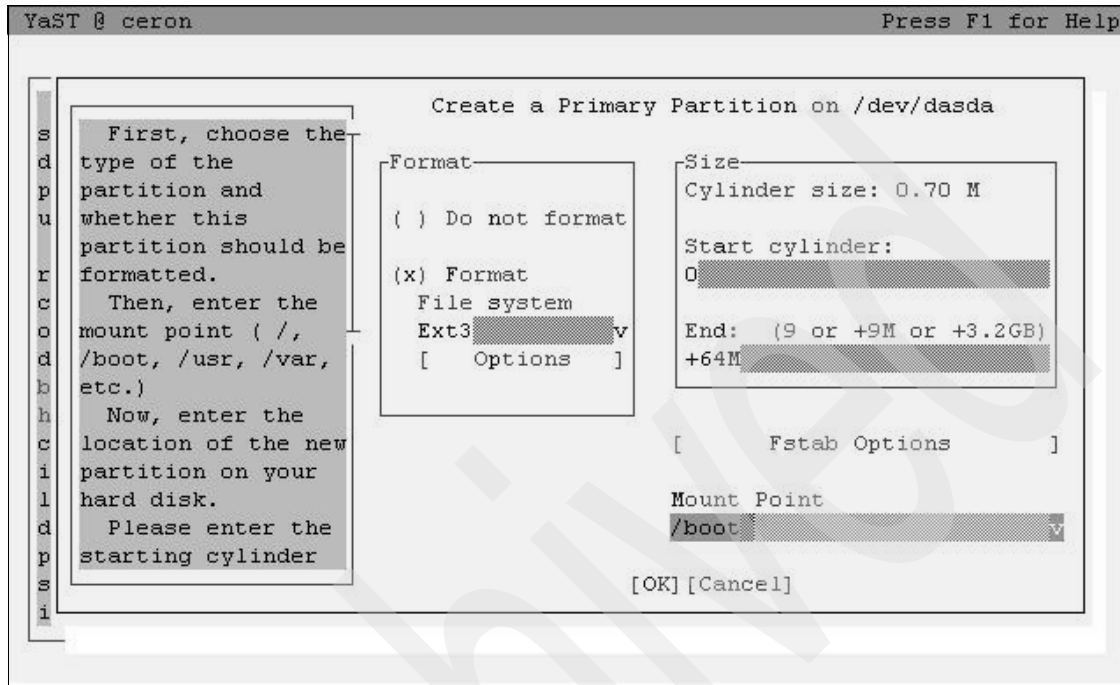 YaST @ ceron Press F1 for Help
Create a Primary Partition on /dev/dasda
First, choose the
type of the
partition and
whether this
partition should be
formatted.
Then, enter the
mount point ( /,
/boot, /usr, /var,
etc.)
Now, enter the
location of the new
partition on your
hard disk.
Please enter the
starting cylinder
Format
( ) Do not format
(x) Format
File system
Ext3 v
[ Options ]
Size
Cylinder size: 0.70 M
Start cylinder:
0
End: (9 or +9M or +3.2GB)
+64M
[ Fstab Options ]
Mount Point
/boot v
[OK] [Cancel]
s
d
p
u
r
c
o
d
b
h
c
i
l
d
p
s
i